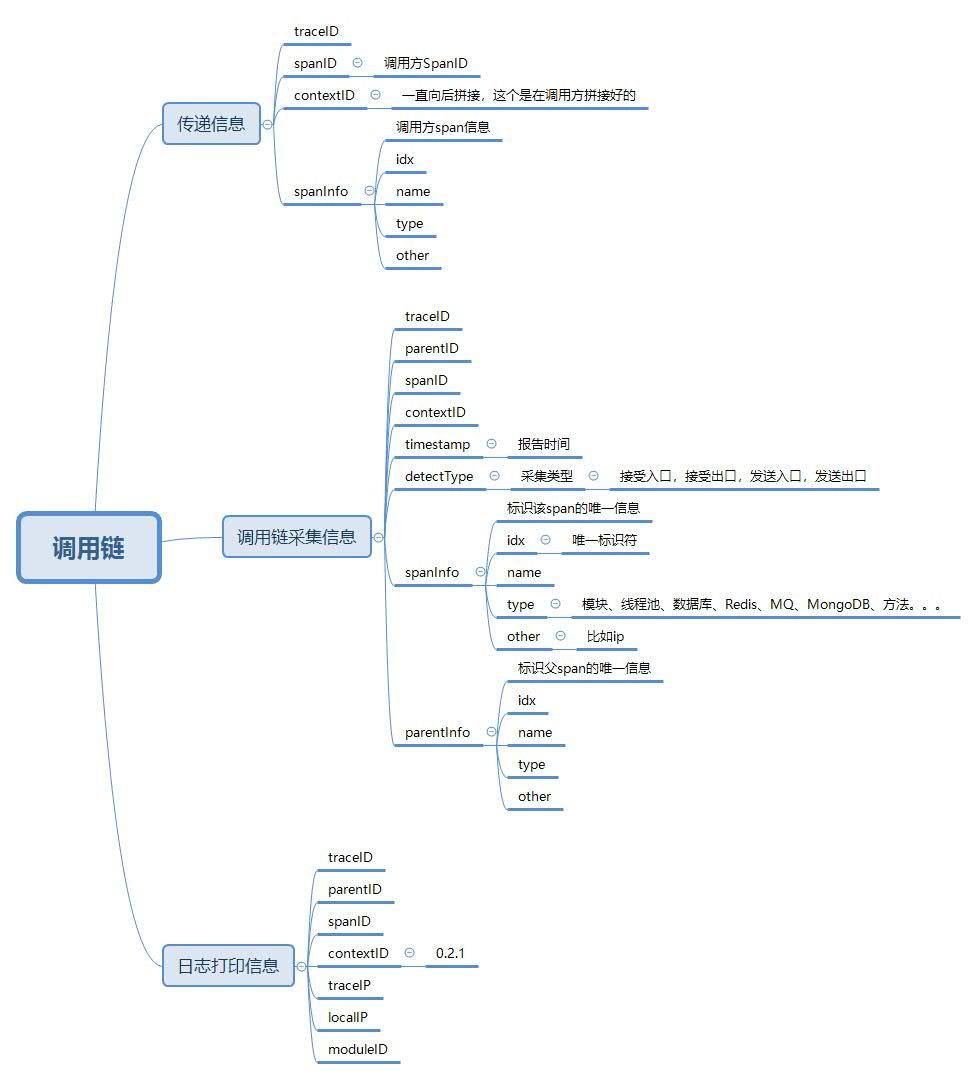 traceID
spanID
调用方SpanID
contextID
一直向后拼接，这个是在调用方拼接好的
传递信息
调用方span信息
idx
spanInfo
name
type
other
traceID
parentID
spanID
contextID
timestamp
报告时间
detectType
采集类型
接受入口，接受出口，发送入口，发送出口
调用链
调用链采集信息
标识该span的唯一信息
idx
唯一标识符
spanInfo
name
type
模块、线程池、数据库、Redis、MQ、MongoDB、方法。。。
other
比如ip
标识父span的唯一信息
idx
parentInfo
name
type
other
traceID
parentID
spanID
日志打印信息
contextID
0.2.1
traceIP
localIP
moduleID